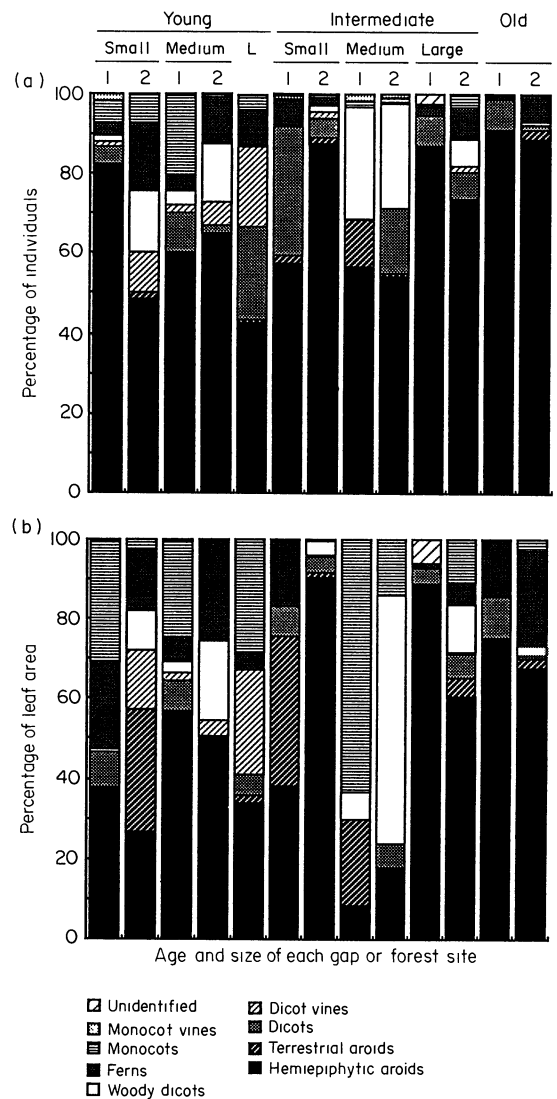 Young Intermediate Old
Small Medium L Small Medium Large
(a) 1 2 1 2 1 2 1 2 1 2 1 2
100
80
60
40
20
0
Percentage of individuals
(b)
100
80
60
40
20
0
Percentage of leaf area
Age and size of each gap or forest site
Unidentified Dicot vines
Monocot vines Dicots
Monocots Terrestrial aroids
Ferns Hemiepiphytic aroids
Woody dicots